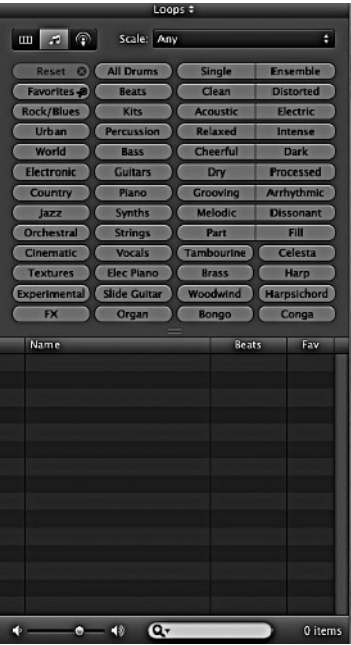 Loops
Scale: Any
Reset All Drums Single Ensemble
Favorites Beats Clean Distorted
Rock/Blues Kits Acoustic Electric
Urban Percussion Relaxed Intense
World Bass Cheerful Dark
Electronic Guitars Dry Processed
Country Piano Grooving Arrhythmic
Jazz Synths Melodic Dissonant
Orchestral Strings Part Fill
Cinematic Vocals Tambourine Celesta
Textures Elec Piano Brass Harp
Experimental Slide Guitar Woodwind Harpsichord
FX Organ Bongo Conga
Name Beats Fav
0 items